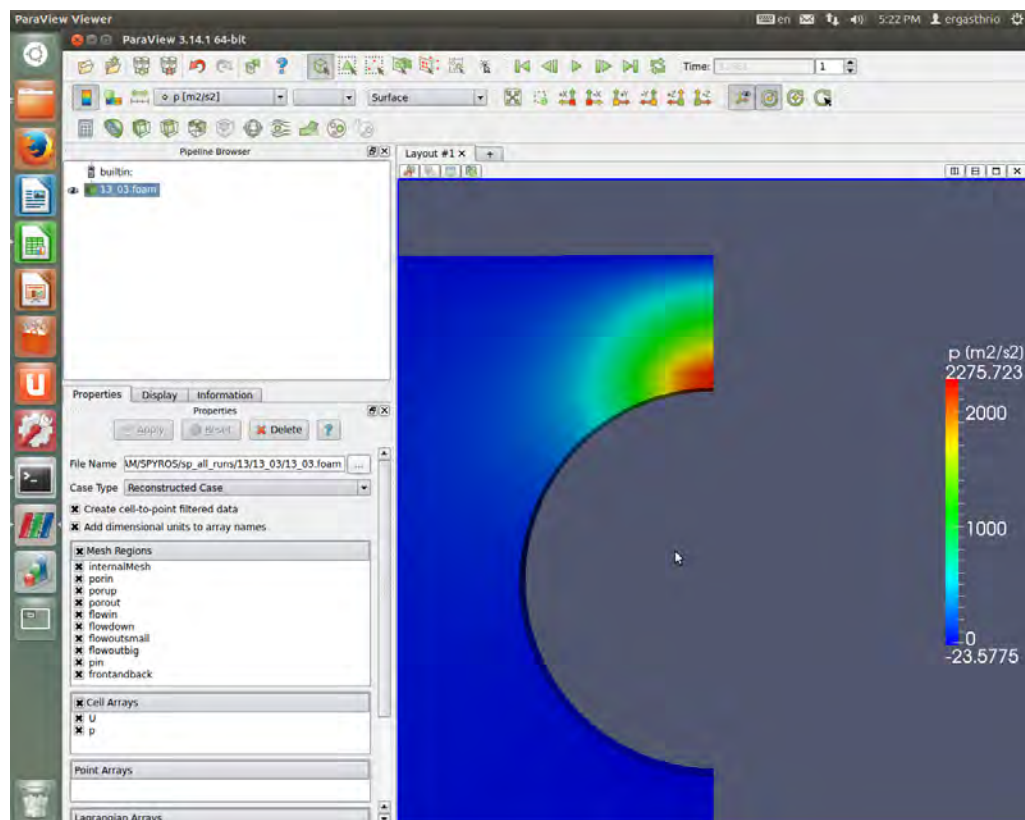 ParaView Viewer
en 5:22 PM ergasthrio
ParaView 3.14.1 64-bit
Time: 1
p [m2/s2] Surface
+X -X +Y -Y +Z -Z
Pipeline Browser
Layout #1 x +
builtin:
13_03.foam
p (m2/s2)
2275.723
2000
1000
0
-23.5775
Properties Display Information
Properties
Apply Reset Delete ?
File Name AM/SPYROS/sp_all_runs/13/13_03/13_03.foam ...
Case Type Reconstructed Case
Create cell-to-point filtered data
Add dimensional units to array names
Mesh Regions
internalMesh
porin
porup
porout
flowin
flowdown
flowoutsmall
flowoutbig
pin
frontandback
Cell Arrays
U
p
Point Arrays
Lagrangian Arrays